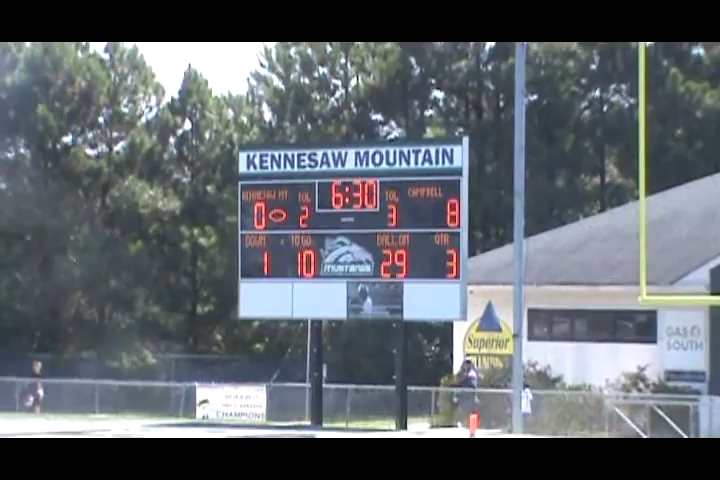 KENNESAW MOUNTAIN
KENNESAW MT TOL 6:30 TOL CAMPBELL
0 2 3 8
DOWN TO GO BALL ON QTR
1 10 MUSTANGS 29 3
Superior
GAS SOUTH
CHAMPIONS